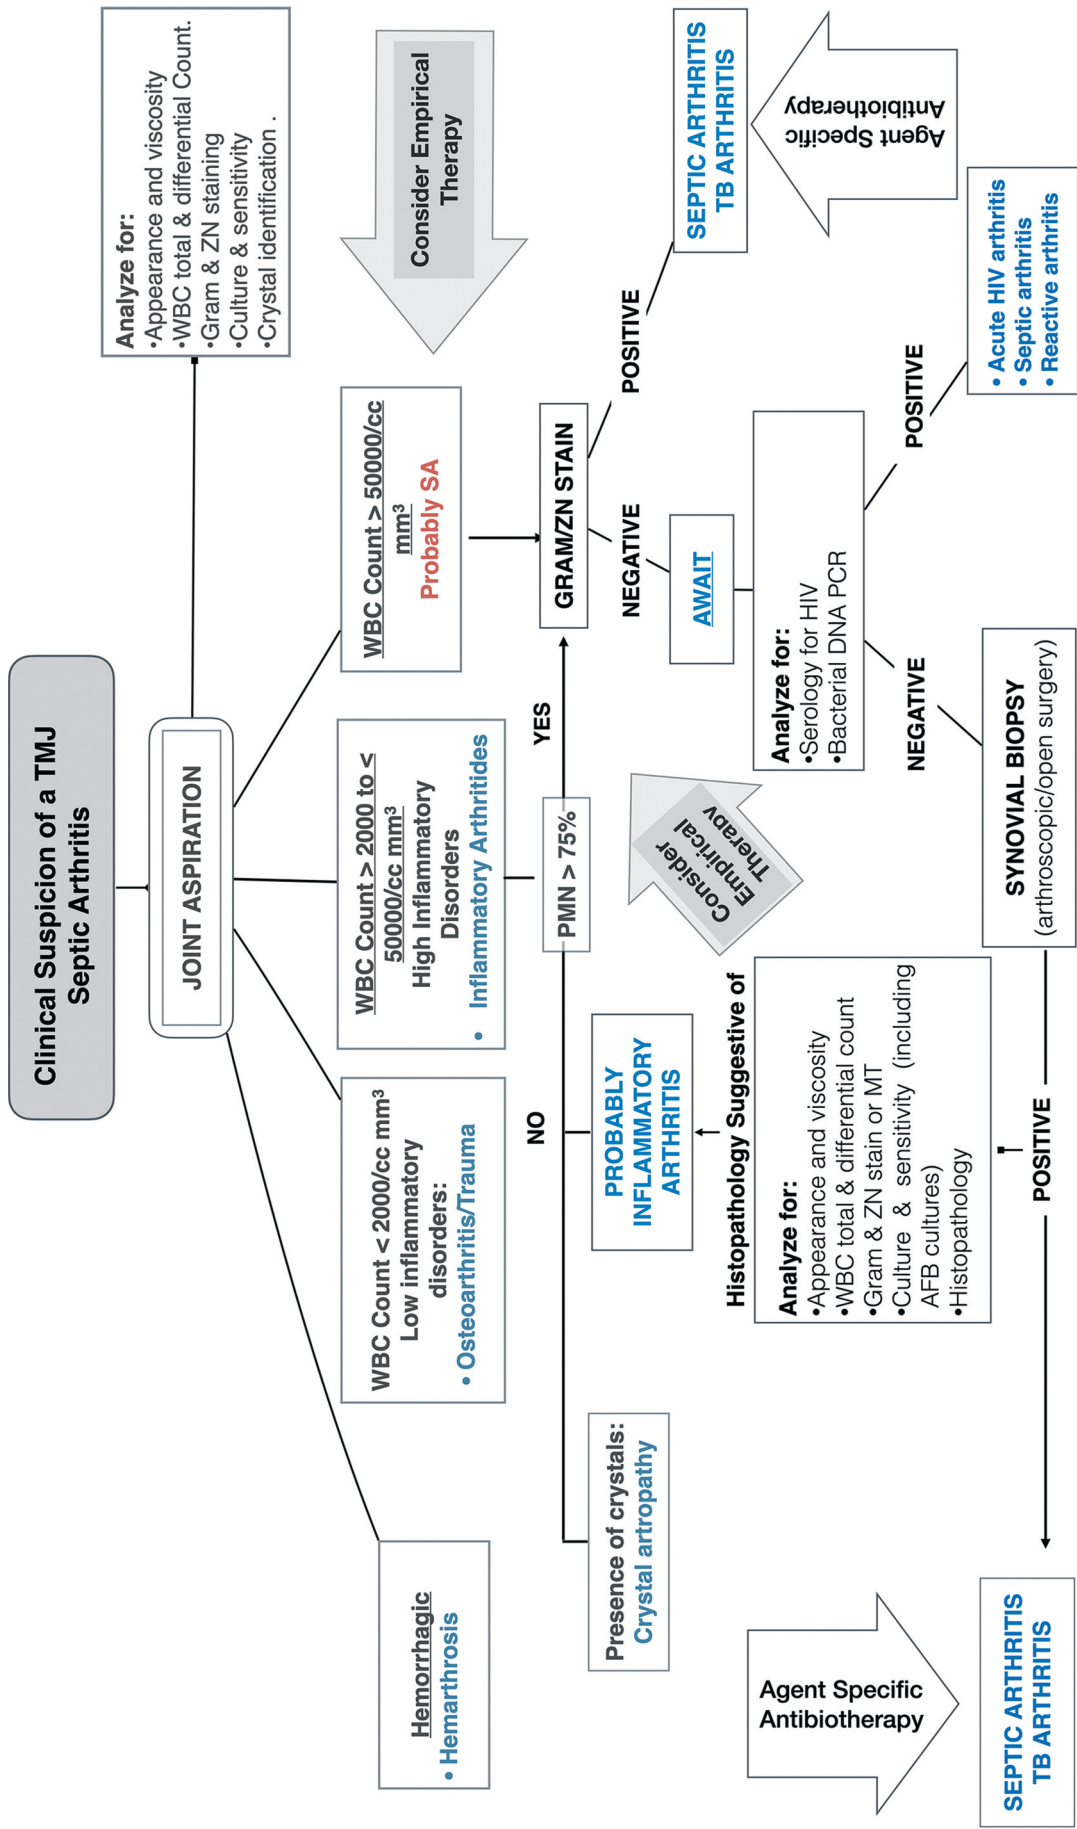 Clinical Suspicion of a TMJ
Septic Arthritis
JOINT ASPIRATION
Analyze for:
•Appearance and viscosity
•WBC total & differential Count.
•Gram & ZN staining
•Culture & sensitivity
•Crystal identification .
Hemorrhagic
• Hemarthrosis
WBC Count < 2000/cc mm³
Low inflammatory
disorders:
• Osteoarthritis/Trauma
WBC Count > 2000 to <
50000/cc mm³
High Inflammatory
Disorders
• Inflammatory Arthritides
WBC Count > 50000/cc
mm³
Probably SA
Consider Empirical
Therapy
NO
PMN > 75%
YES
GRAM/ZN STAIN
Presence of crystals:
Crystal artropathy
PROBABLY
INFLAMMATORY
ARTHRITIS
NEGATIVE
POSITIVE
AWAIT
SEPTIC ARTHRITIS
TB ARTHRITIS
Consider
Empirical
Therapy
Histopathology Suggestive of
Analyze for:
•Appearance and viscosity
•WBC total & differential count
•Gram & ZN stain or MT
•Culture & sensitivity (including
AFB cultures)
•Histopathology
Analyze for:
•Serology for HIV
•Bacterial DNA PCR
Agent Specific
Antibiotherapy
Agent Specific
Antibiotherapy
NEGATIVE
POSITIVE
• Acute HIV arthritis
• Septic arthritis
• Reactive arthritis
SYNOVIAL BIOPSY
(arthroscopic/open surgery)
POSITIVE
SEPTIC ARTHRITIS
TB ARTHRITIS